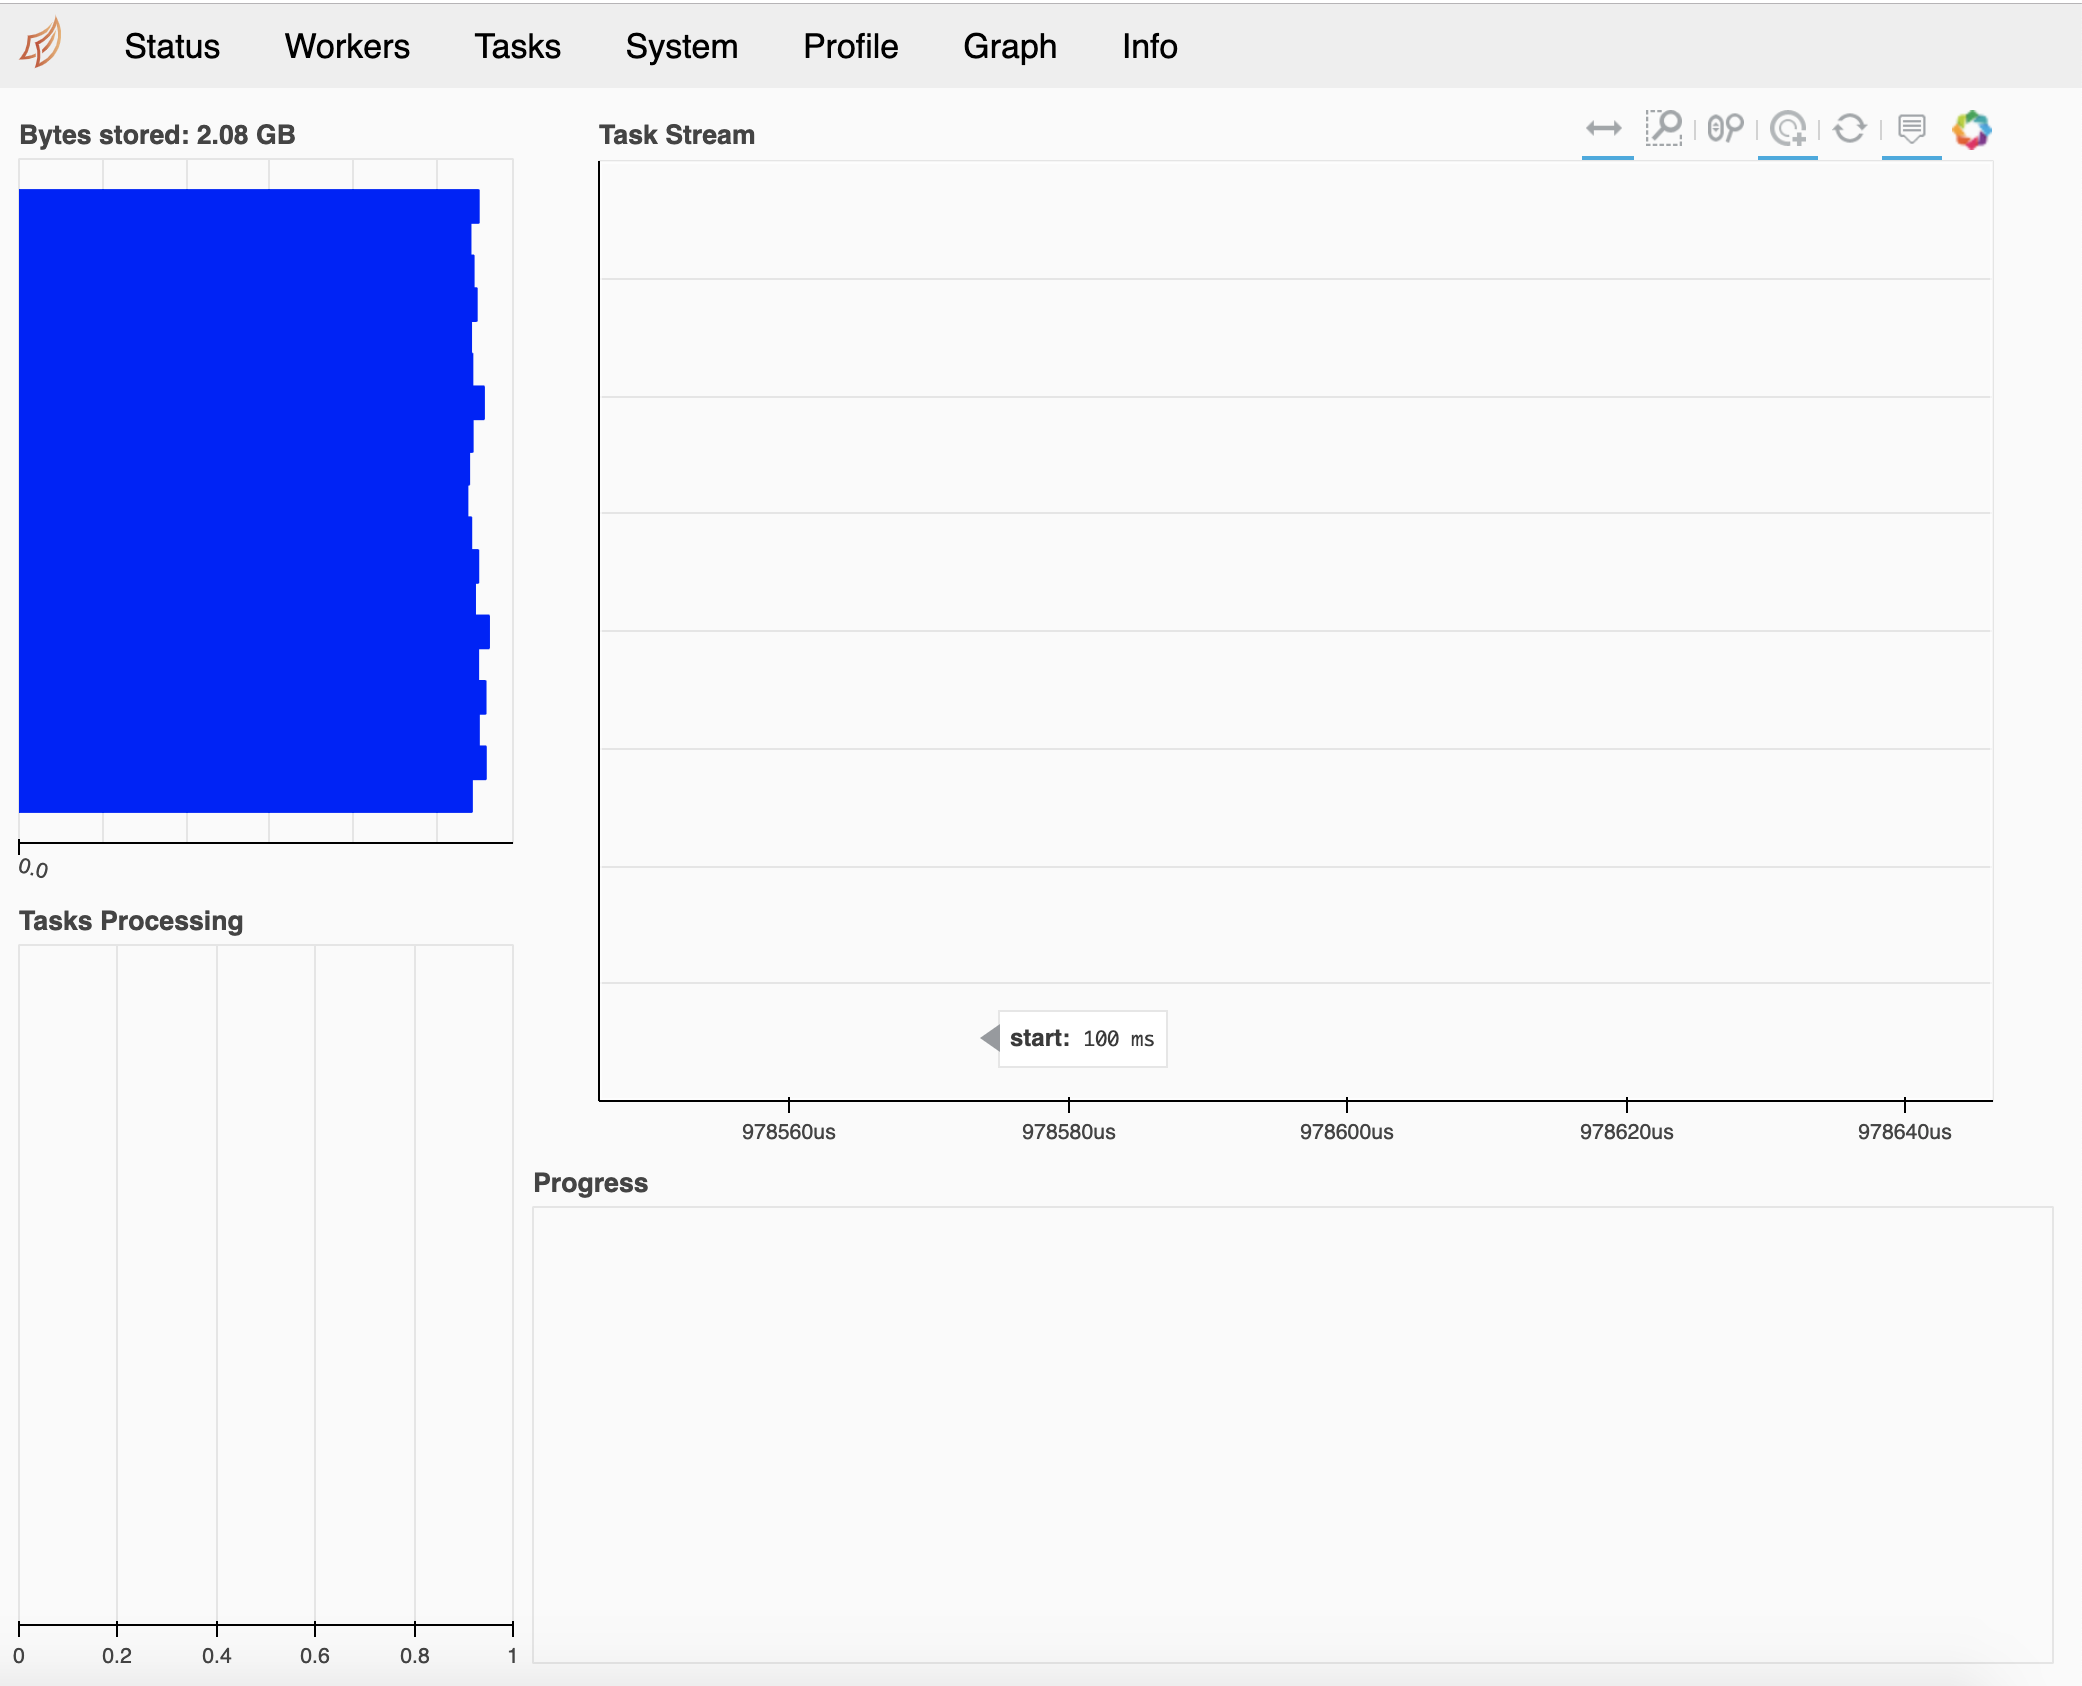 Status Workers Tasks System Profile Graph Info
Bytes stored: 2.08 GB
0.0
Task Stream
start: 100 ms
978560us 978580us 978600us 978620us 978640us
Tasks Processing
0 0.2 0.4 0.6 0.8 1
Progress